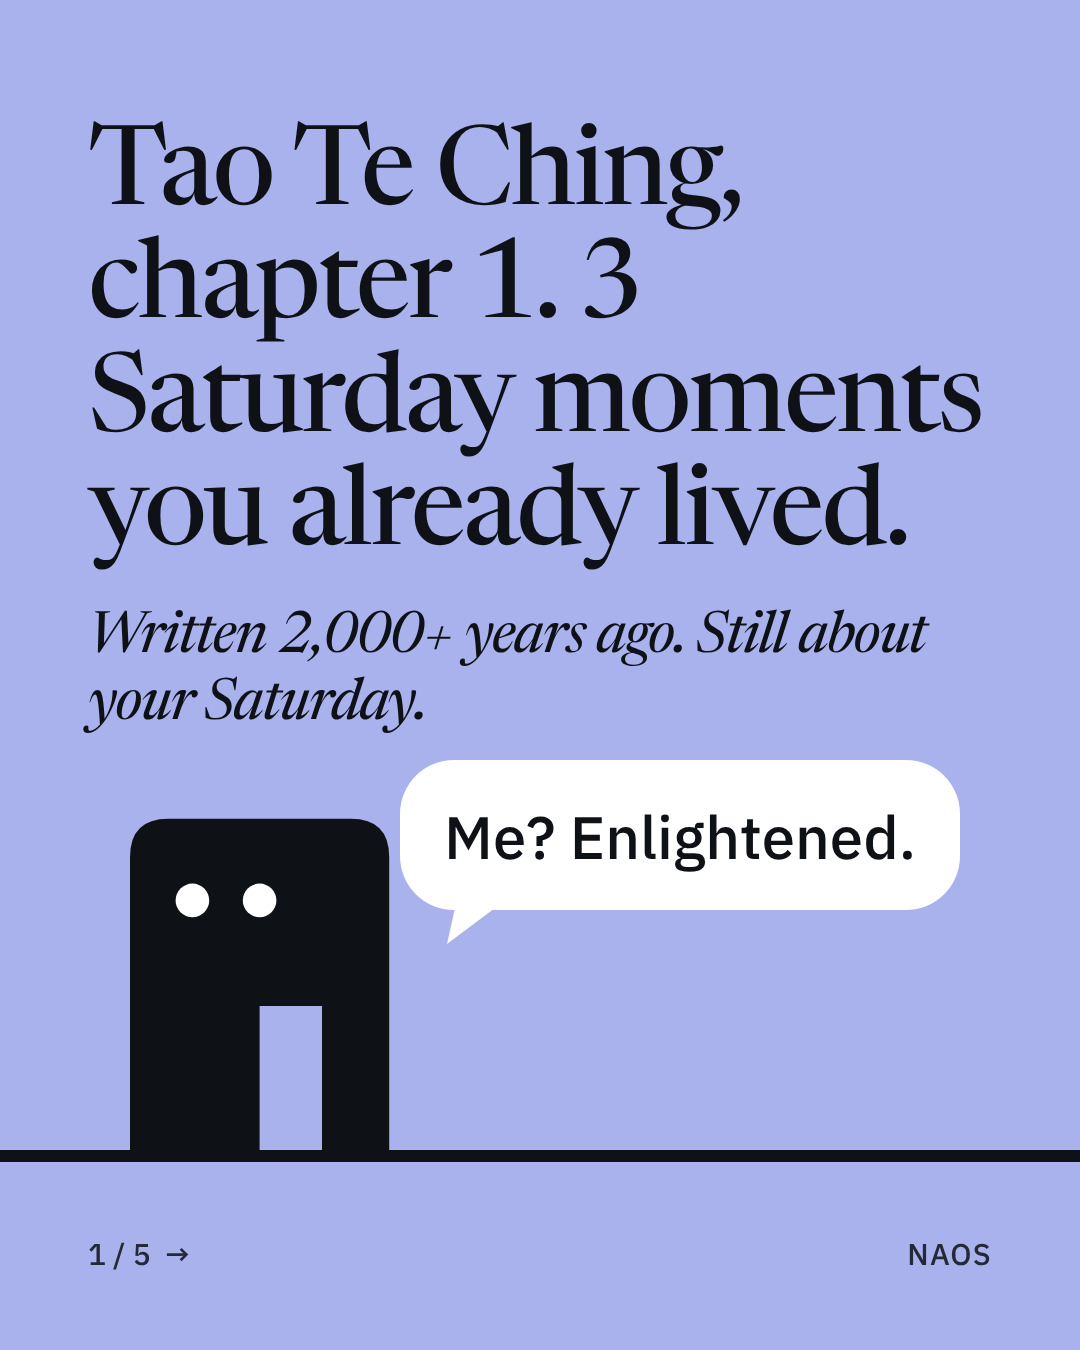 Tao Te Ching,
chapter 1. 3
Saturday moments
you already lived.
Written 2,000+ years ago. Still about
your Saturday.
Me? Enlightened.
1 / 5 →
NAOS